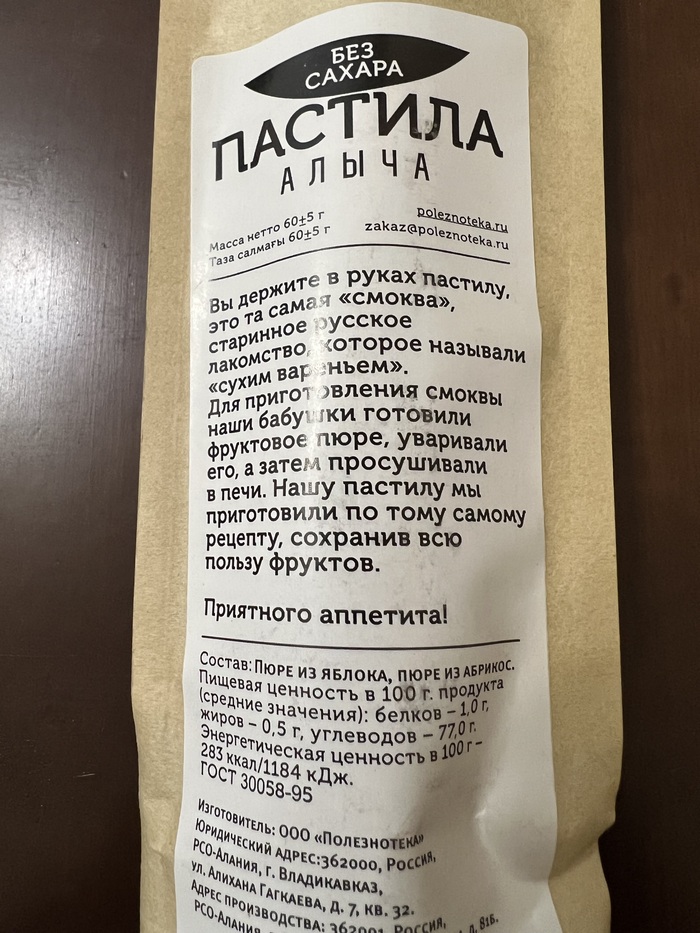 БЕЗ
САХАРА
ПАСТИЛА
АЛЫЧА
Масса нетто 60±5 г
Таза салмағы 60±5 г
poleznoteka.ru
zakaz@poleznoteka.ru
Вы держите в руках пастилу,
это та самая «смоква»,
старинное русское
лакомство, которое называли
«сухим вареньем».
Для приготовления смоквы
наши бабушки готовили
фруктовое пюре, уваривали
его, а затем просушивали
в печи. Нашу пастилу мы
приготовили по тому самому
рецепту, сохранив всю
пользу фруктов.
Приятного аппетита!
Состав: ПЮРЕ ИЗ ЯБЛОКА, ПЮРЕ ИЗ АБРИКОС.
Пищевая ценность в 100 г. продукта
(средние значения): белков – 1,0 г,
жиров – 0,5 г, углеводов – 77,0 г.
Энергетическая ценность в 100 г –
283 ккал/1184 кДж.
ГОСТ 30058-95
Изготовитель: ООО «Полезнотека»
Юридический адрес:362000, Россия,
РСО-Алания, г. Владикавказ,
ул. Алихана Гагкаева, д. 7, кв. 32.
Адрес производства: 362001, Россия,
РСО-Алания, д. 81Б.